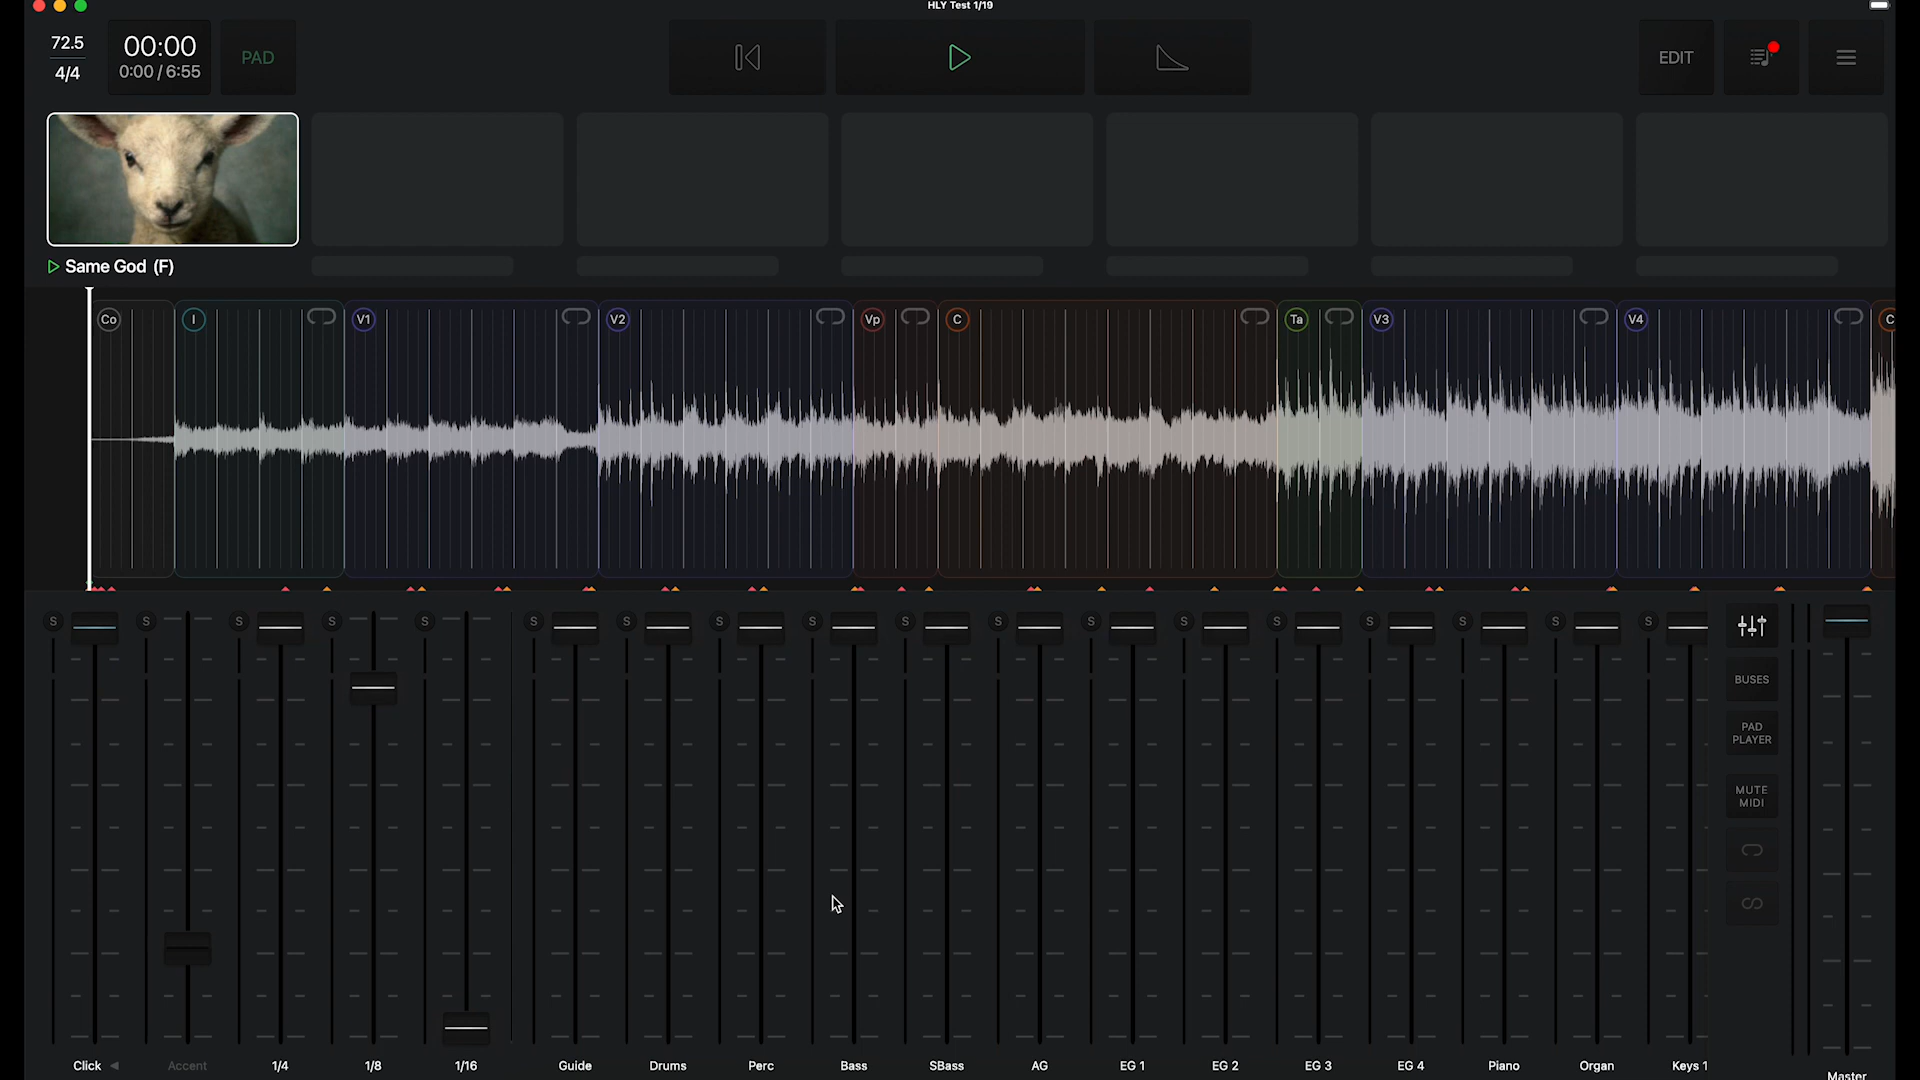 HLY Test 1/19
72.5
4/4
00:00
0:00 / 6:55
PAD
EDIT
Same God (F)
Co I V1 V2 Vp C Ta V3 V4 C
S S S S S S S S S S S S S S S S S S
BUSES
PAD
PLAYER
MUTE
MIDI
Click Accent 1/4 1/8 1/16 Guide Drums Perc Bass SBass AG EG 1 EG 2 EG 3 EG 4 Piano Organ Keys 1
Master